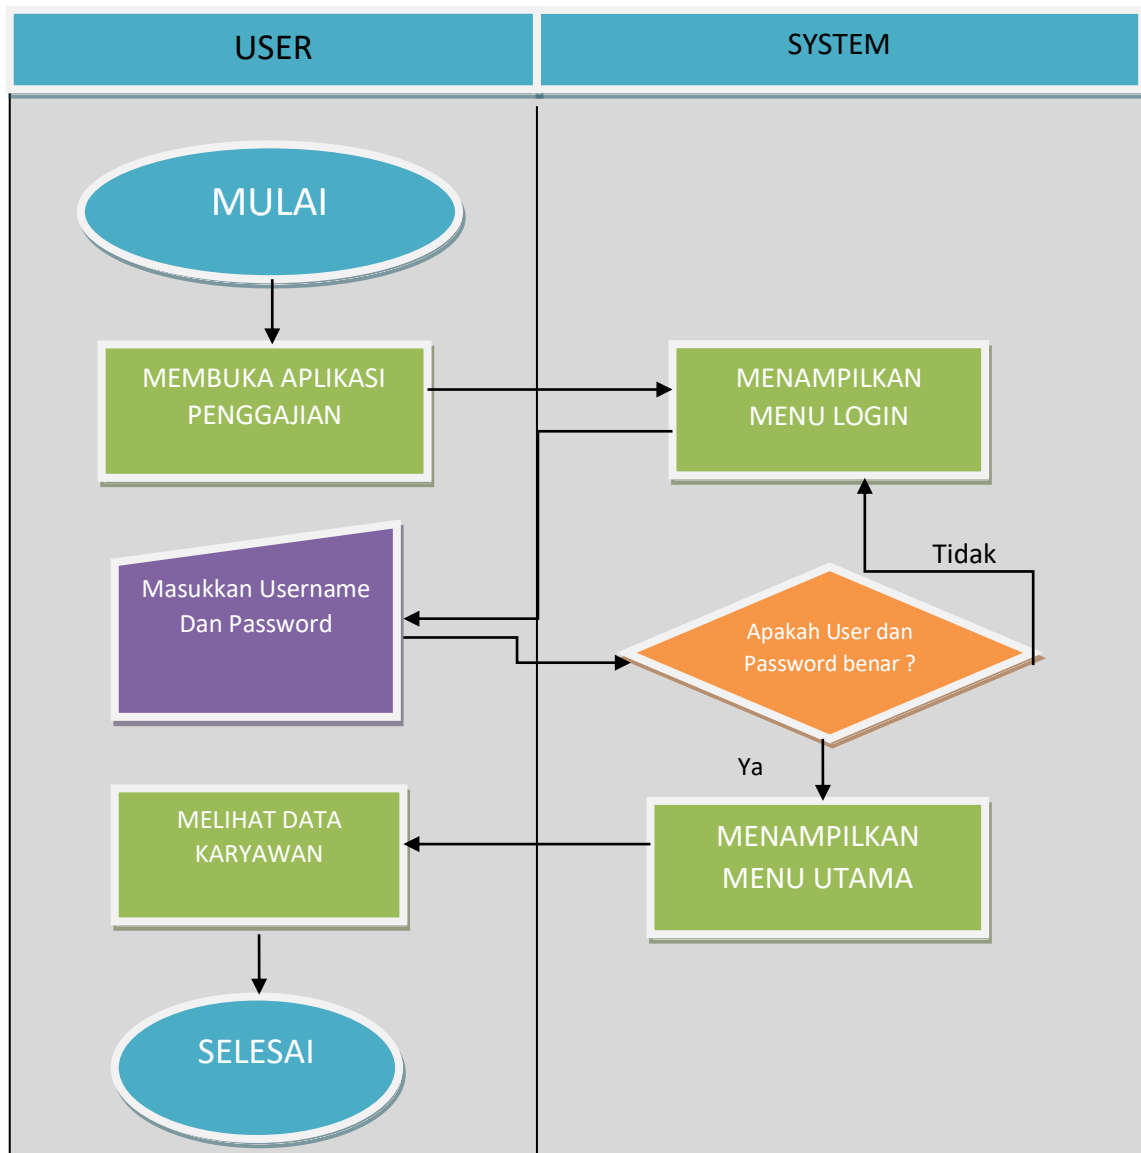 USER
SYSTEM
MULAI
MEMBUKA APLIKASI
PENGGAJIAN
MENAMPILKAN
MENU LOGIN
Masukkan Username
Dan Password
Tidak
Apakah User dan
Password benar ?
Ya
MENAMPILKAN
MENU UTAMA
MELIHAT DATA
KARYAWAN
SELESAI